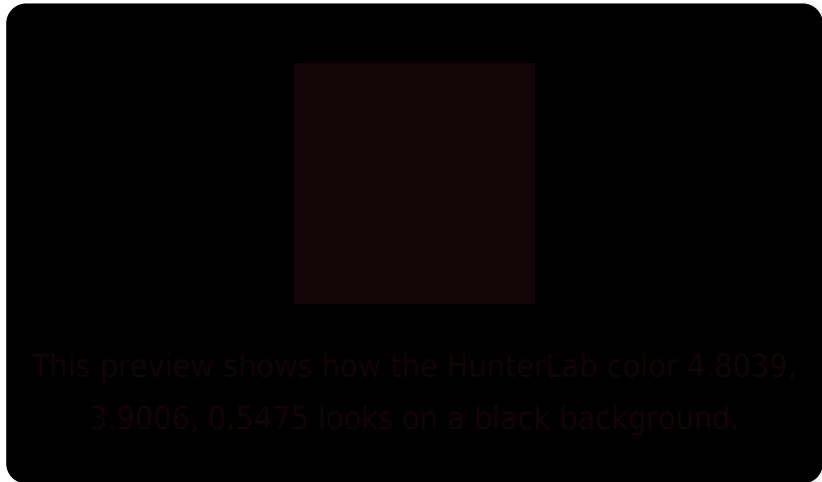 This preview shows how the HunterLab color 4.8039,
3.9006, 0.5475 looks on a black background.